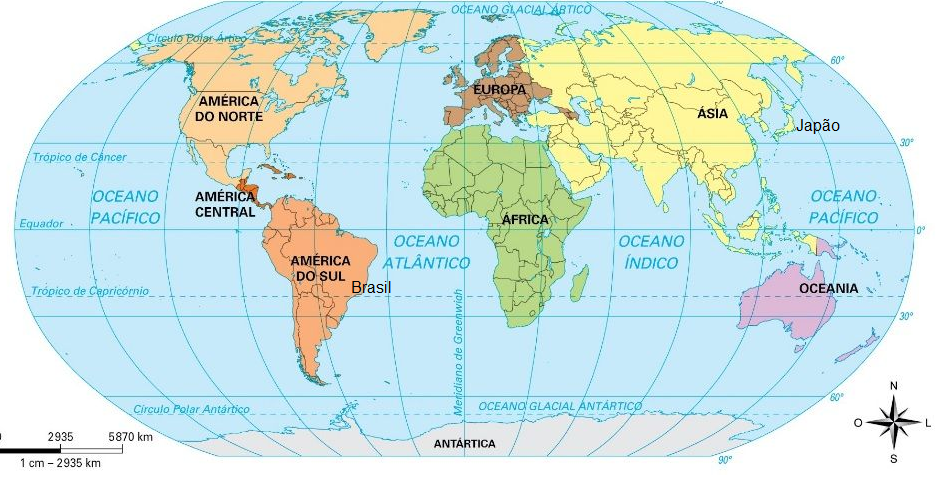 OCEANO GLACIAL ÁRTICO
Círculo Polar Ártico
60°
EUROPA
AMÉRICA
DO NORTE
ÁSIA
Japão
30°
Trópico de Câncer
OCEANO
PACÍFICO
AMÉRICA
CENTRAL
OCEANO
PACÍFICO
ÁFRICA
Equador
0°
OCEANO
ATLÂNTICO
OCEANO
ÍNDICO
AMÉRICA
DO SUL
Brasil
Trópico de Capricórnio
OCEANIA
30°
Meridiano de Greenwich
60°
Círculo Polar Antártico
OCEANO GLACIAL ANTÁRTICO
ANTÁRTICA
90°
N
O
L
S
0 2935 5870 km
1 cm – 2935 km